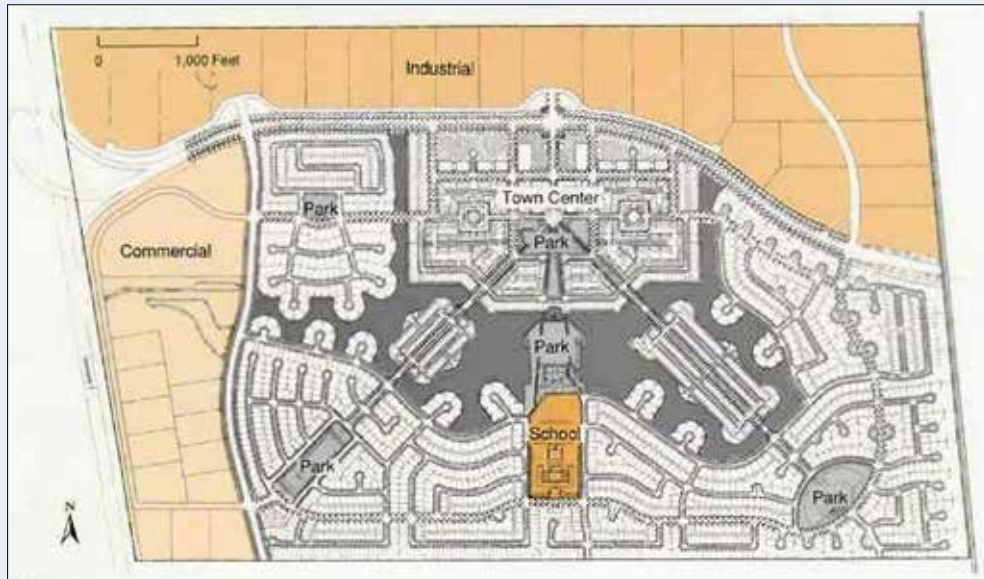 0 1,000 Feet
Industrial
Park
Town Center
Park
Commercial
Park
School
Park
Park
N